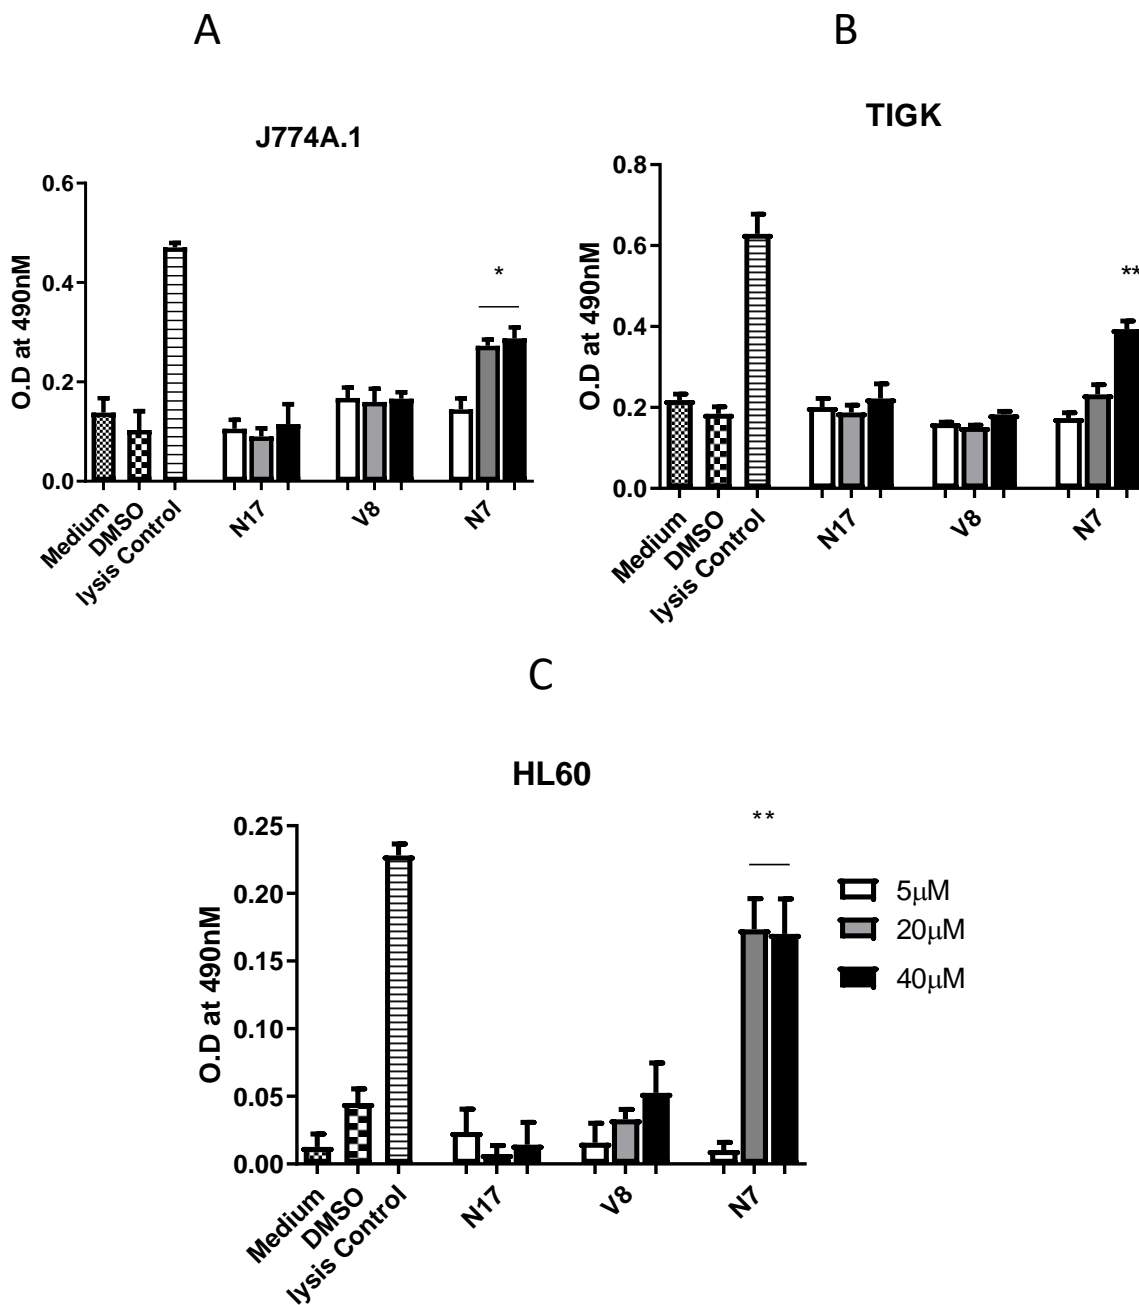 A
B
J774A.1
TIGK
0.6
0.4
0.2
0.0
O.D at 490nM
*
Medium
DMSO
lysis Control
N17
V8
N7
0.8
0.6
0.4
0.2
0.0
O.D at 490nM
**
Medium
DMSO
lysis Control
N17
V8
N7
C
HL60
0.25
0.20
0.15
0.10
0.05
0.00
O.D at 490nM
**
Medium
DMSO
lysis Control
N17
V8
N7
5μM
20μM
40μM